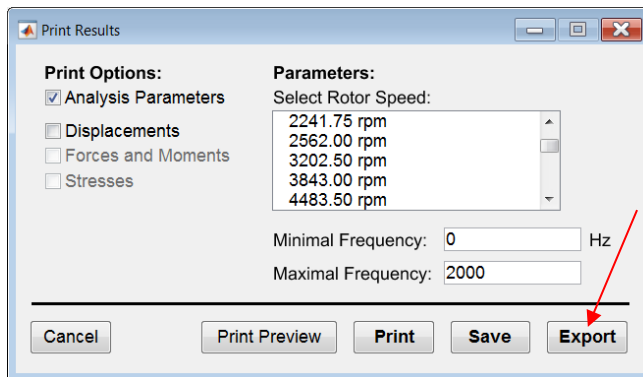 Print Results
Print Options:
Analysis Parameters
Displacements
Forces and Moments
Stresses
Parameters:
Select Rotor Speed:
2241.75 rpm
2562.00 rpm
3202.50 rpm
3843.00 rpm
4483.50 rpm
Minimal Frequency: 0 Hz
Maximal Frequency: 2000
Cancel Print Preview Print Save Export